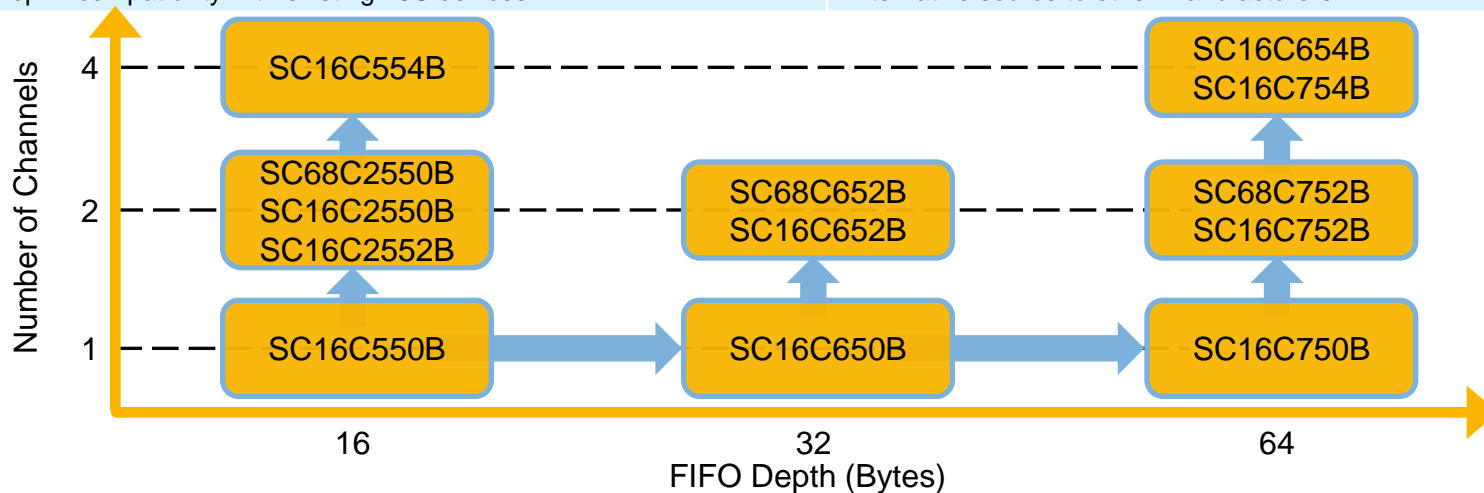 4
SC16C554B
SC16C654B
SC16C754B
Number of Channels
2
SC68C2550B
SC16C2550B
SC16C2552B
SC68C652B
SC16C652B
SC68C752B
SC16C752B
1
SC16C550B
SC16C650B
SC16C750B
16
32
64
FIFO Depth (Bytes)